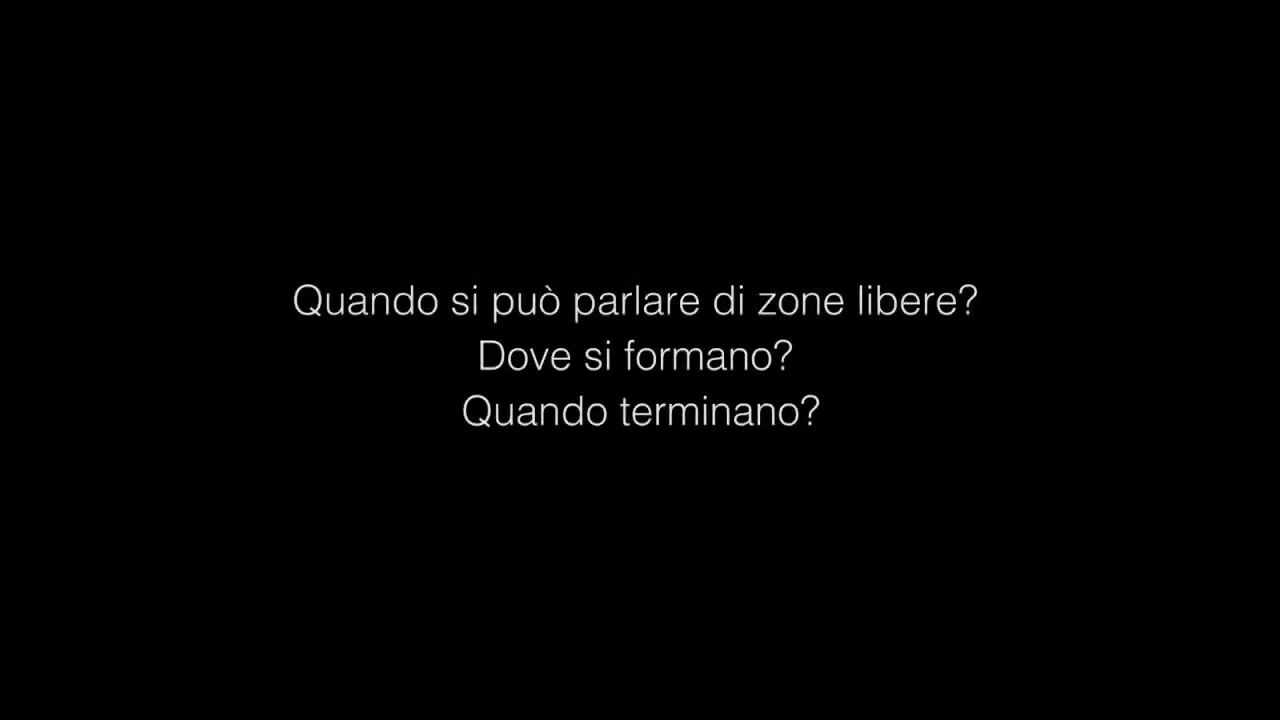 Quando si può parlare di zone libere?
Dove si formano?
Quando terminano?